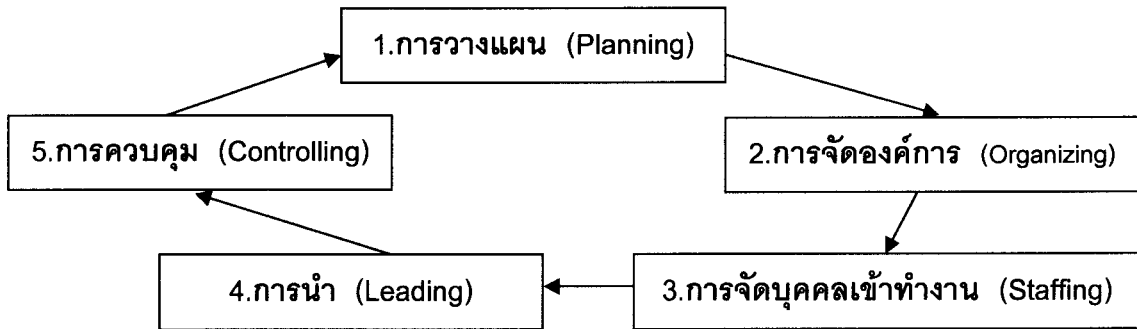 1.การวางแผน (Planning)
2.การจัดองค์การ (Organizing)
3.การจัดบุคคลเข้าทำงาน (Staffing)
4.การนำ (Leading)
5.การควบคุม (Controlling)